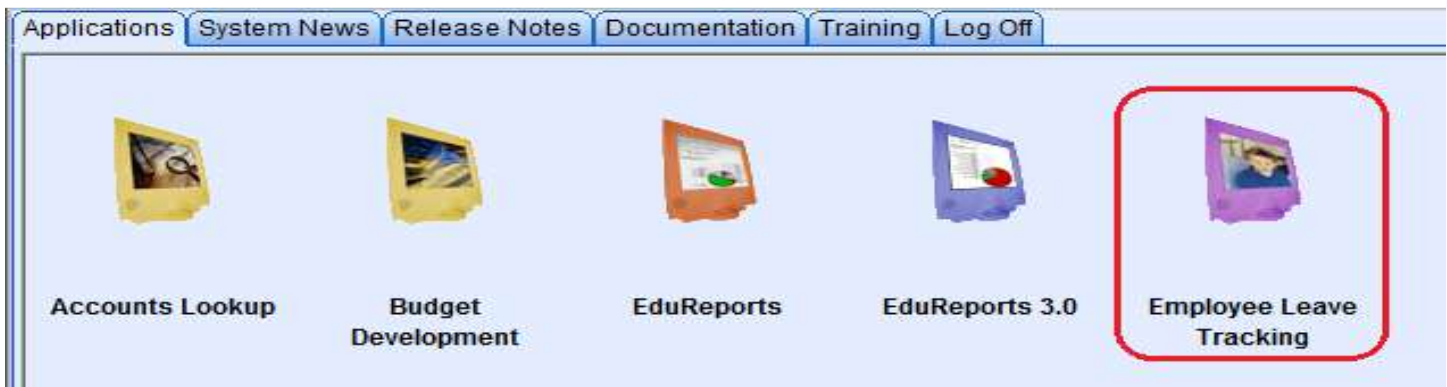 Applications System News Release Notes Documentation Training Log Off
Accounts Lookup Budget Development EduReports EduReports 3.0 Employee Leave Tracking